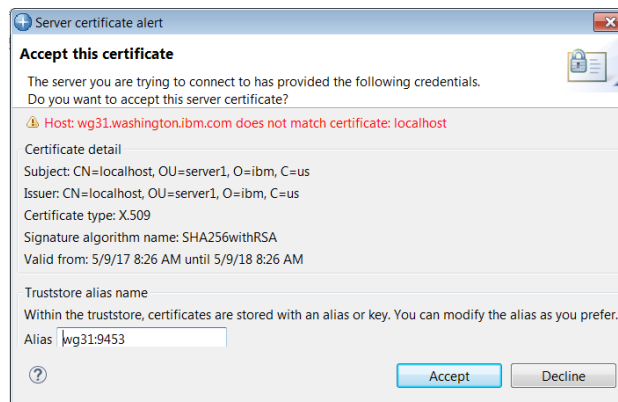 Server certificate alert
Accept this certificate
The server you are trying to connect to has provided the following credentials.
Do you want to accept this server certificate?
Host: wg31.washington.ibm.com does not match certificate: localhost
Certificate detail
Subject: CN=localhost, OU=server1, O=ibm, C=us
Issuer: CN=localhost, OU=server1, O=ibm, C=us
Certificate type: X.509
Signature algorithm name: SHA256withRSA
Valid from: 5/9/17 8:26 AM until 5/9/18 8:26 AM
Truststore alias name
Within the truststore, certificates are stored with an alias or key. You can modify the alias as you prefer.
Alias wg31:9453
? Accept Decline